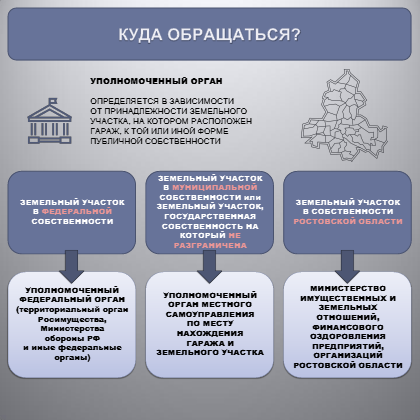 КУДА ОБРАЩАТЬСЯ?
УПОЛНОМОЧЕННЫЙ ОРГАН
ОПРЕДЕЛЯЕТСЯ В ЗАВИСИМОСТИ
ОТ ПРИНАДЛЕЖНОСТИ ЗЕМЕЛЬНОГО
УЧАСТКА, НА КОТОРОМ РАСПОЛОЖЕН
ГАРАЖ, К ТОЙ ИЛИ ИНОЙ ФОРМЕ
ПУБЛИЧНОЙ СОБСТВЕННОСТИ
ЗЕМЕЛЬНЫЙ УЧАСТОК
В ФЕДЕРАЛЬНОЙ
СОБСТВЕННОСТИ
ЗЕМЕЛЬНЫЙ УЧАСТОК
В МУНИЦИПАЛЬНОЙ
СОБСТВЕННОСТИ или
ЗЕМЕЛЬНЫЙ УЧАСТОК,
ГОСУДАРСТВЕННАЯ
СОБСТВЕННОСТЬ НА
КОТОРЫЙ НЕ
РАЗГРАНИЧЕНА
ЗЕМЕЛЬНЫЙ УЧАСТОК
В СОБСТВЕННОСТИ
РОСТОВСКОЙ ОБЛАСТИ
УПОЛНОМОЧЕННЫЙ
ФЕДЕРАЛЬНЫЙ ОРГАН
(территориальный орган
Росимущества,
Министерства
обороны РФ
и иные федеральные
органы)
УПОЛНОМОЧЕННЫЙ
ОРГАН МЕСТНОГО
САМОУПРАВЛЕНИЯ
ПО МЕСТУ
НАХОЖДЕНИЯ
ГАРАЖА И
ЗЕМЕЛЬНОГО УЧАСТКА
МИНИСТЕРСТВО
ИМУЩЕСТВЕННЫХ И
ЗЕМЕЛЬНЫХ
ОТНОШЕНИЙ,
ФИНАНСОВОГО
ОЗДОРОВЛЕНИЯ
ПРЕДПРИЯТИЙ,
ОРГАНИЗАЦИЙ
РОСТОВСКОЙ ОБЛАСТИ